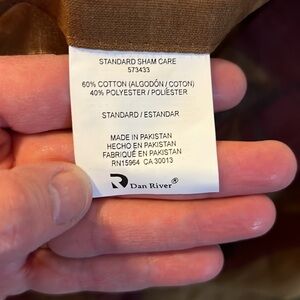 STANDARD SHAM CARE
573433
60% COTTON (ALGODÓN / COTON)
40% POLYESTER / POLIÉSTER
STANDARD / ESTANDAR
MADE IN PAKISTAN
HECHO EN PAKISTAN
FABRIQUÉ EN PAKISTAN
RN15964 CA 30013
Dan River®